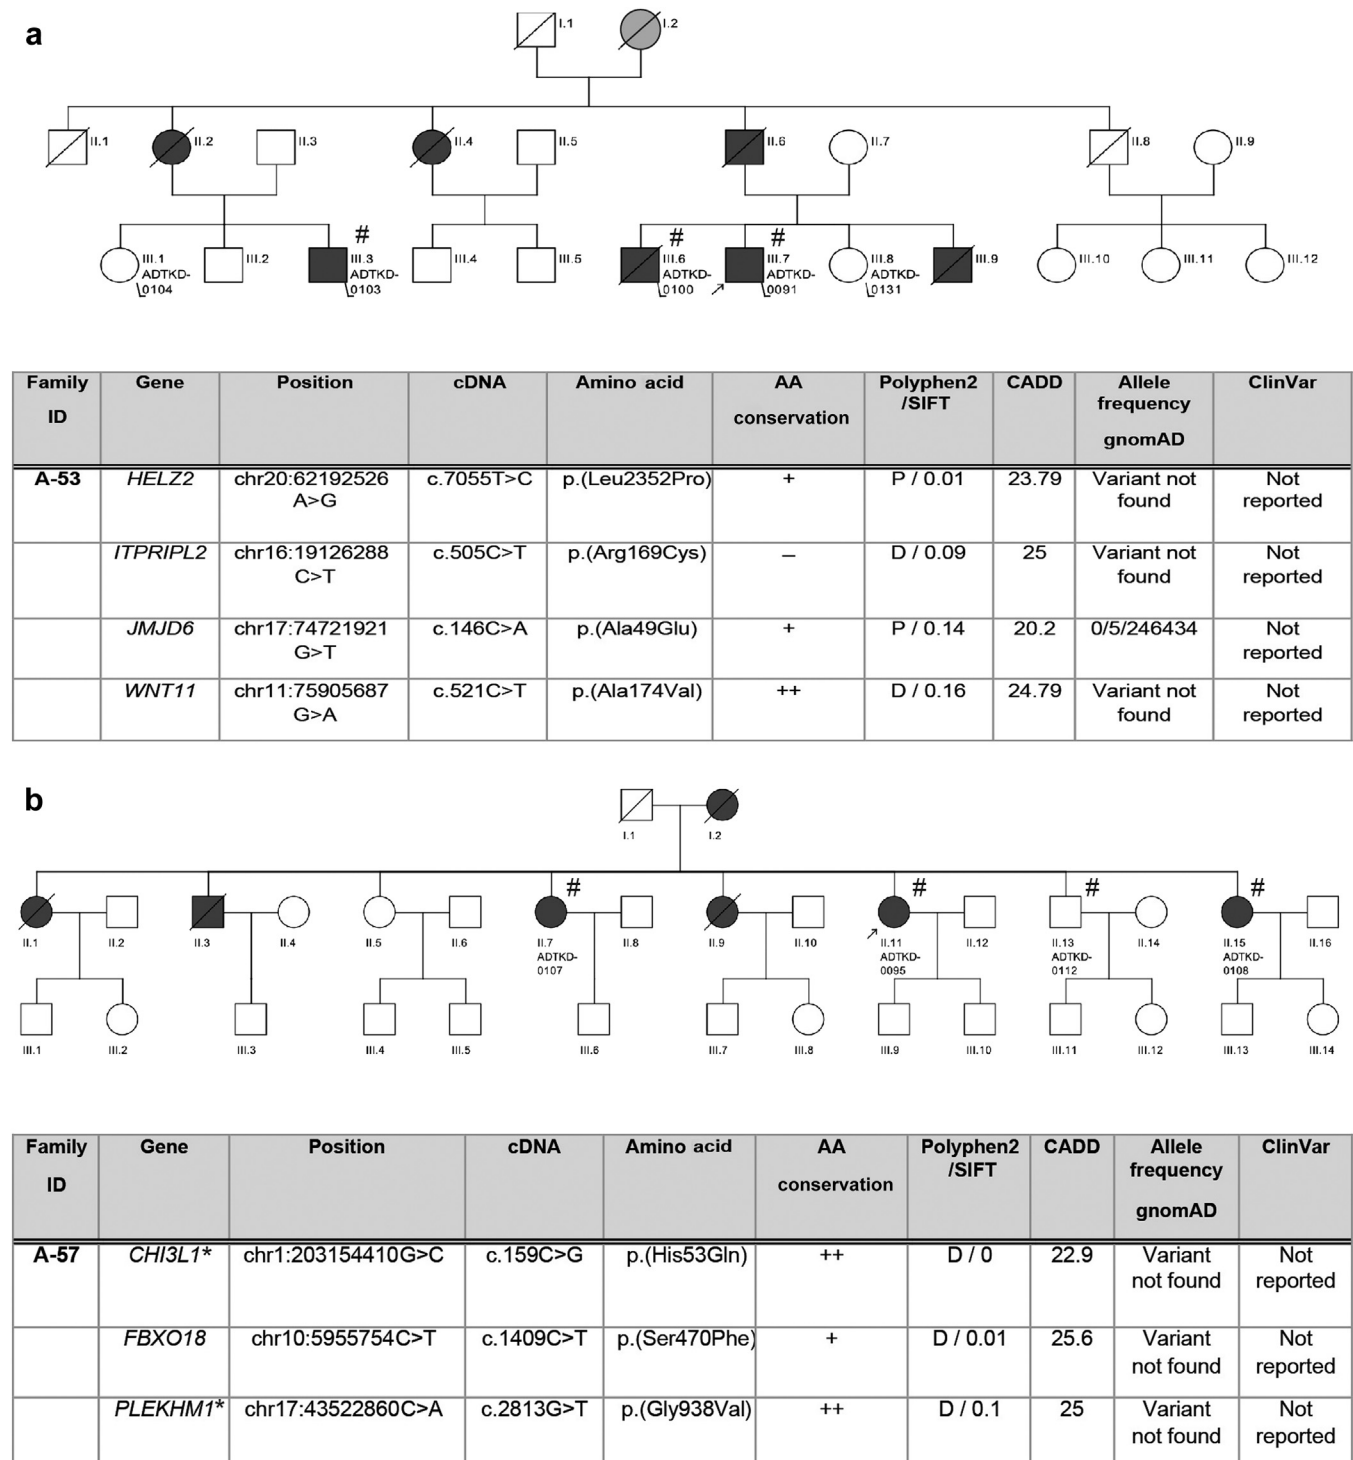 a
I.1
I.2
II.1
II.2
II.3
II.4
II.5
II.6
II.7
II.8
II.9
# # #
III.1 ADTKD-0104
III.2
III.3 ADTKD-0103
III.4
III.5
III.6 ADTKD-0100
III.7 ADTKD-0091
III.8 ADTKD-0131
III.9
III.10
III.11
III.12
Family ID Gene Position cDNA Amino acid AA conservation Polyphen2 /SIFT CADD Allele frequency gnomAD ClinVar
A-53 HELZ2 chr20:62192526 A>G c.7055T>C p.(Leu2352Pro) + P / 0.01 23.79 Variant not found Not reported
ITPRIPL2 chr16:19126288 C>T c.505C>T p.(Arg169Cys) – D / 0.09 25 Variant not found Not reported
JMJD6 chr17:74721921 G>T c.146C>A p.(Ala49Glu) + P / 0.14 20.2 0/5/246434 Not reported
WNT11 chr11:75905687 G>A c.521C>T p.(Ala174Val) ++ D / 0.16 24.79 Variant not found Not reported
b
I.1
I.2
# # # #
II.1
II.2
II.3
II.4
II.5
II.6
II.7 ADTKD-0107
II.8
II.9
II.10
II.11 ADTKD-0095
II.12
II.13 ADTKD-0112
II.14
II.15 ADTKD-0108
II.16
III.1
III.2
III.3
III.4
III.5
III.6
III.7
III.8
III.9
III.10
III.11
III.12
III.13
III.14
Family ID Gene Position cDNA Amino acid AA conservation Polyphen2 /SIFT CADD Allele frequency gnomAD ClinVar
A-57 CHI3L1* chr1:203154410G>C c.159C>G p.(His53Gln) ++ D / 0 22.9 Variant not found Not reported
FBXO18 chr10:5955754C>T c.1409C>T p.(Ser470Phe) + D / 0.01 25.6 Variant not found Not reported
PLEKHM1* chr17:43522860C>A c.2813G>T p.(Gly938Val) ++ D / 0.1 25 Variant not found Not reported